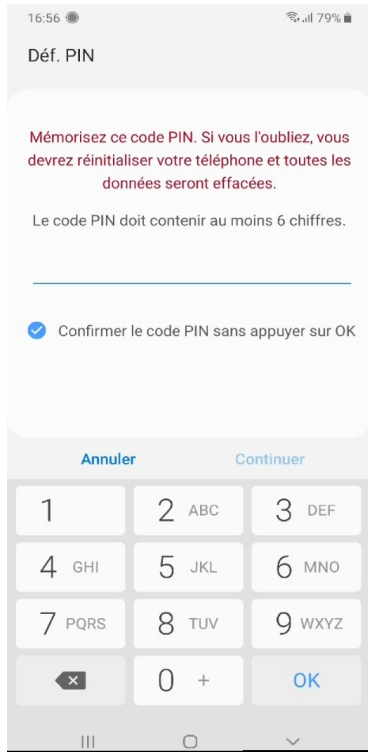 16:56 79%
Déf. PIN
Mémorisez ce code PIN. Si vous l'oubliez, vous
devrez réinitialiser votre téléphone et toutes les
données seront effacées.
Le code PIN doit contenir au moins 6 chiffres.
Confirmer le code PIN sans appuyer sur OK
Annuler Continuer
1 2 ABC 3 DEF
4 GHI 5 JKL 6 MNO
7 PQRS 8 TUV 9 WXYZ
0 + OK